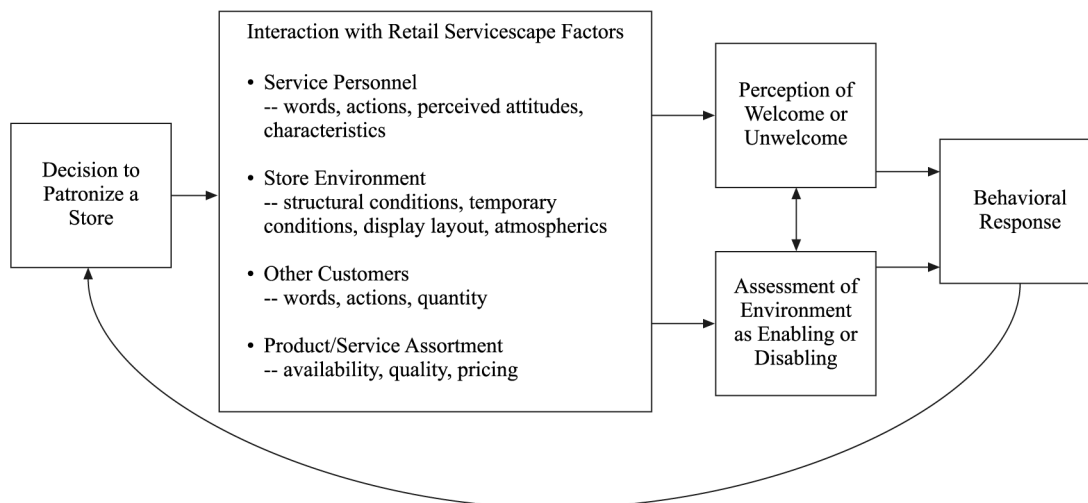 Decision to
Patronize a
Store
Interaction with Retail Servicescape Factors
• Service Personnel
-- words, actions, perceived attitudes,
characteristics
• Store Environment
-- structural conditions, temporary
conditions, display layout, atmospherics
• Other Customers
-- words, actions, quantity
• Product/Service Assortment
-- availability, quality, pricing
Perception of
Welcome or
Unwelcome
Assessment of
Environment
as Enabling or
Disabling
Behavioral
Response